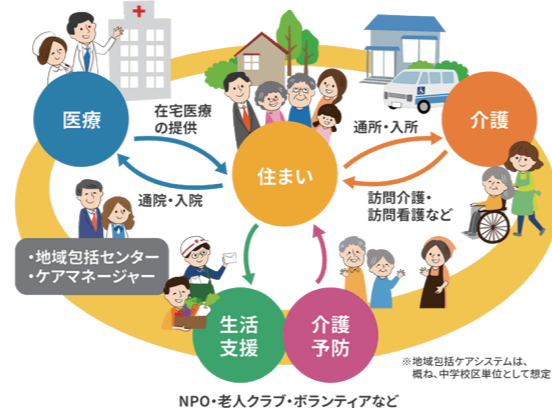 医療
在宅医療
の提供
通院・入院
住まい
通所・入所
介護
訪問介護・
訪問看護など
・地域包括センター
・ケアマネージャー
生活
支援
介護
予防
※地域包括ケアシステムは、
概ね、中学校区単位として想定
NPO・老人クラブ・ボランティアなど